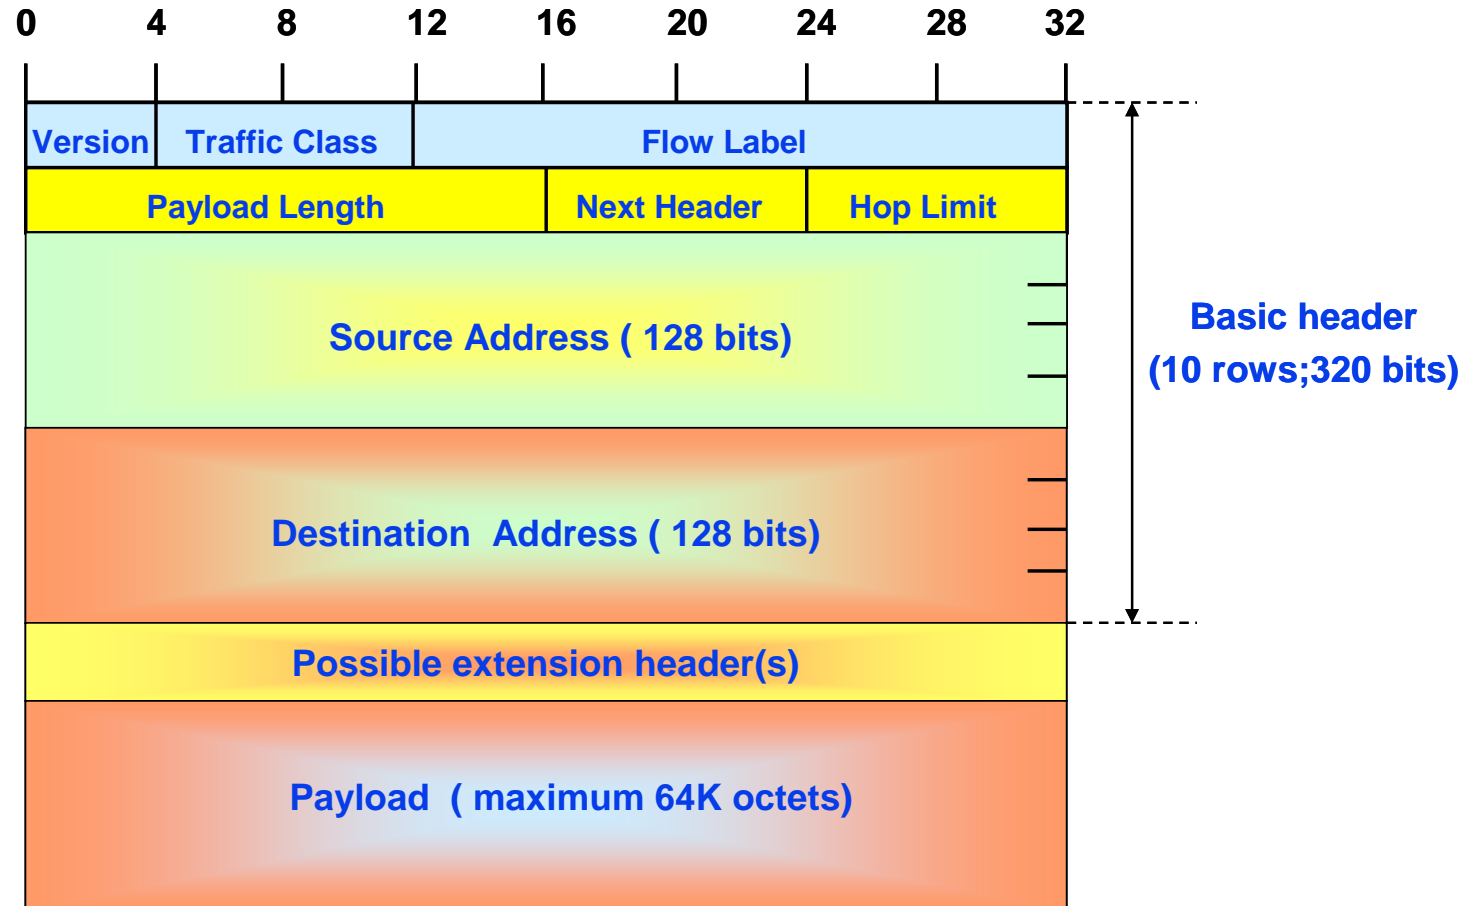 0 4 8 12 16 20 24 28 32
Version Traffic Class Flow Label
Payload Length Next Header Hop Limit
Source Address ( 128 bits)
Basic header
(10 rows;320 bits)
Destination Address ( 128 bits)
Possible extension header(s)
Payload ( maximum 64K octets)